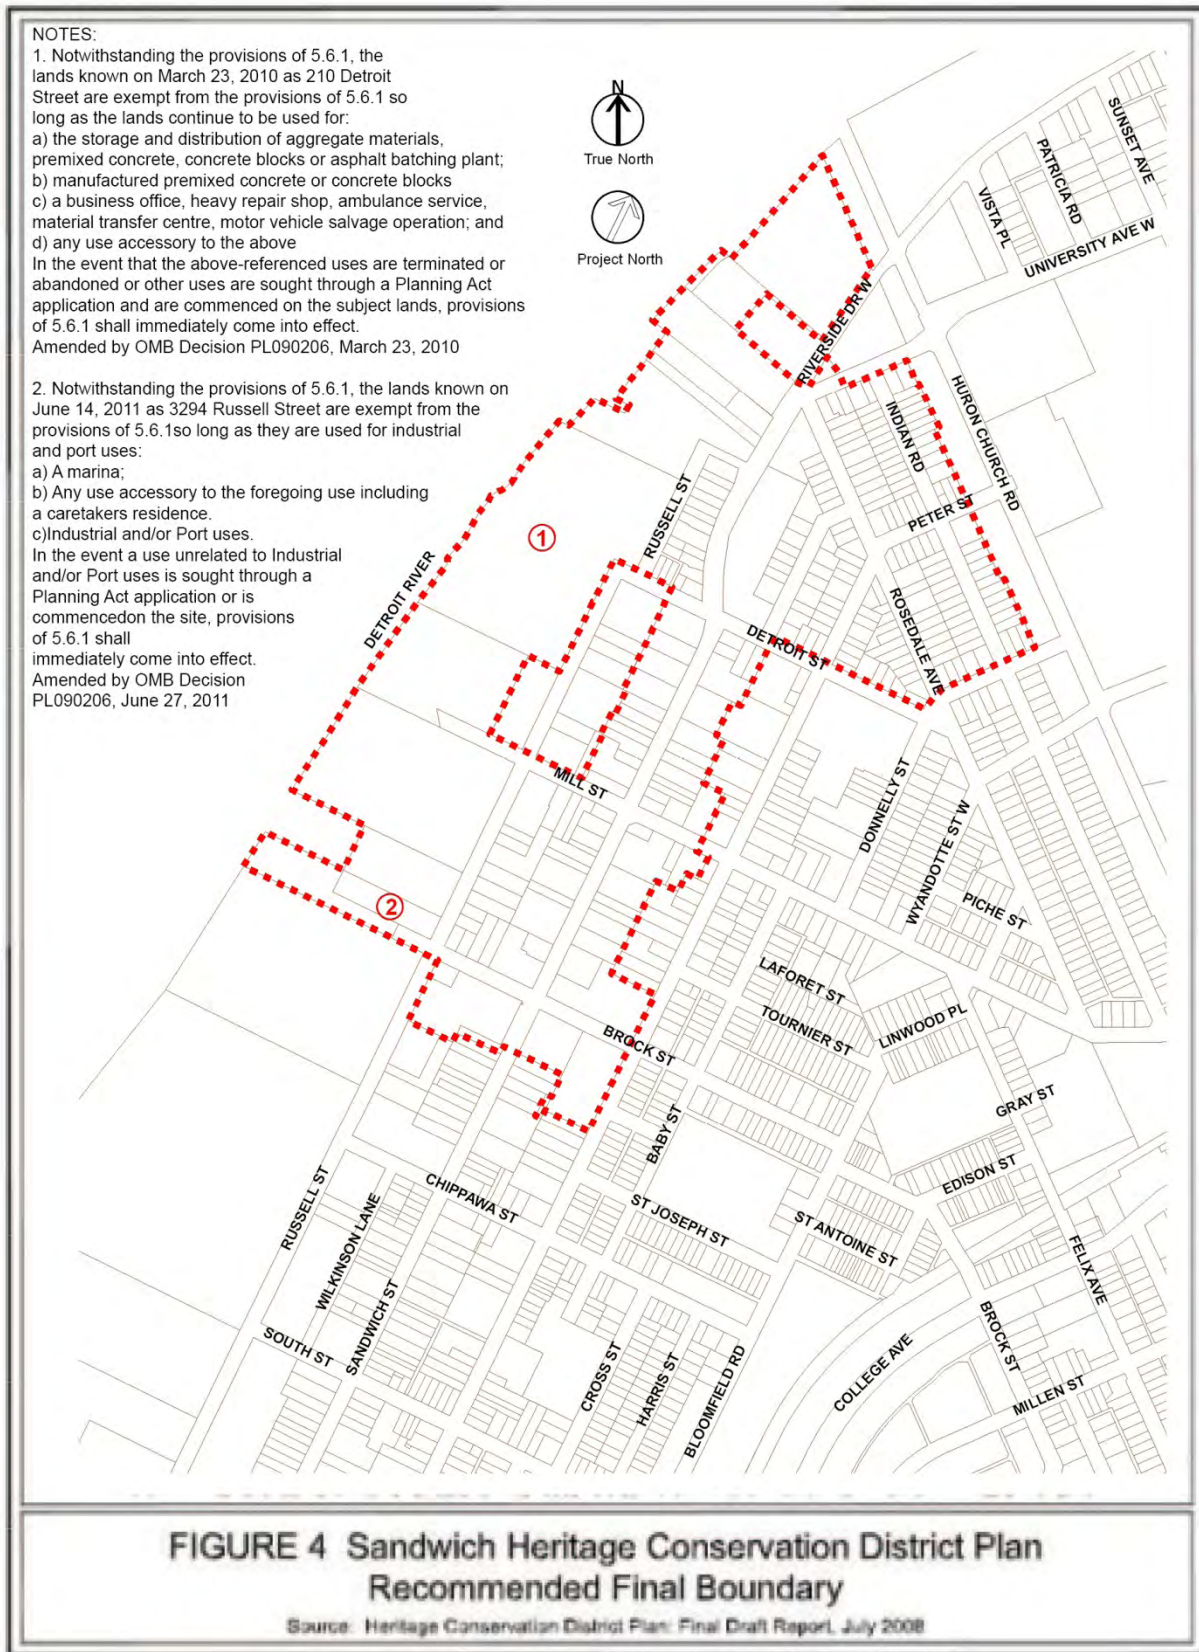 NOTES:
1. Notwithstanding the provisions of 5.6.1, the
lands known on March 23, 2010 as 210 Detroit
Street are exempt from the provisions of 5.6.1 so
long as the lands continue to be used for:
a) the storage and distribution of aggregate materials,
premixed concrete, concrete blocks or asphalt batching plant;
b) manufactured premixed concrete or concrete blocks
c) a business office, heavy repair shop, ambulance service,
material transfer centre, motor vehicle salvage operation; and
d) any use accessory to the above
In the event that the above-referenced uses are terminated or
abandoned or other uses are sought through a Planning Act
application and are commenced on the subject lands, provisions
of 5.6.1 shall immediately come into effect.
Amended by OMB Decision PL090206, March 23, 2010
2. Notwithstanding the provisions of 5.6.1, the lands known on
June 14, 2011 as 3294 Russell Street are exempt from the
provisions of 5.6.1so long as they are used for industrial
and port uses:
a) A marina;
b) Any use accessory to the foregoing use including
a caretakers residence.
c)Industrial and/or Port uses.
In the event a use unrelated to Industrial
and/or Port uses is sought through a
Planning Act application or is
commencedon the site, provisions
of 5.6.1 shall
immediately come into effect.
Amended by OMB Decision
PL090206, June 27, 2011
N
True North
Project North
SUNSET AVE
PATRICIA RD
VISTA PL
UNIVERSITY AVE W
RIVERSIDE DR W
HURON CHURCH RD
INDIAN RD
PETER ST
RUSSELL ST
1
DETROIT RIVER
ROSEDALE AVE
DETROIT ST
MILL ST
DONNELLY ST
WYANDOTTE ST W
PICHE ST
2
LAFORET ST
TOURNIER ST
LINWOOD PL
BROCK ST
GRAY ST
BABY ST
EDISON ST
RUSSELL ST
CHIPPAWA ST
WILKINSON LANE
ST JOSEPH ST
ST ANTOINE ST
FELIX AVE
SOUTH ST
SANDWICH ST
CROSS ST
HARRIS ST
BLOOMFIELD RD
COLLEGE AVE
BROCK ST
MILLEN ST
FIGURE 4 Sandwich Heritage Conservation District Plan
Recommended Final Boundary
Source: Heritage Conservation District Plan: Final Draft Report, July 2008